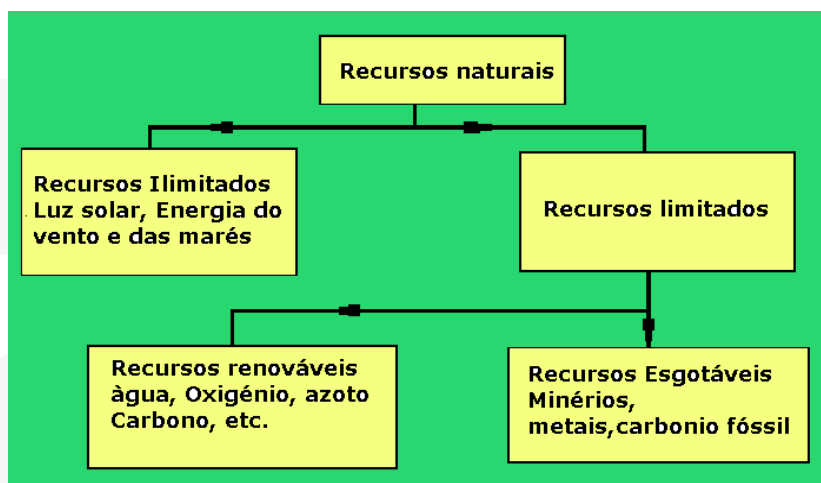 Recursos naturais
Recursos Ilimitados
Luz solar, Energia do
vento e das marés
Recursos limitados
Recursos renováveis
àgua, Oxigénio, azoto
Carbono, etc.
Recursos Esgotáveis
Minérios,
metais,carbonio fóssil